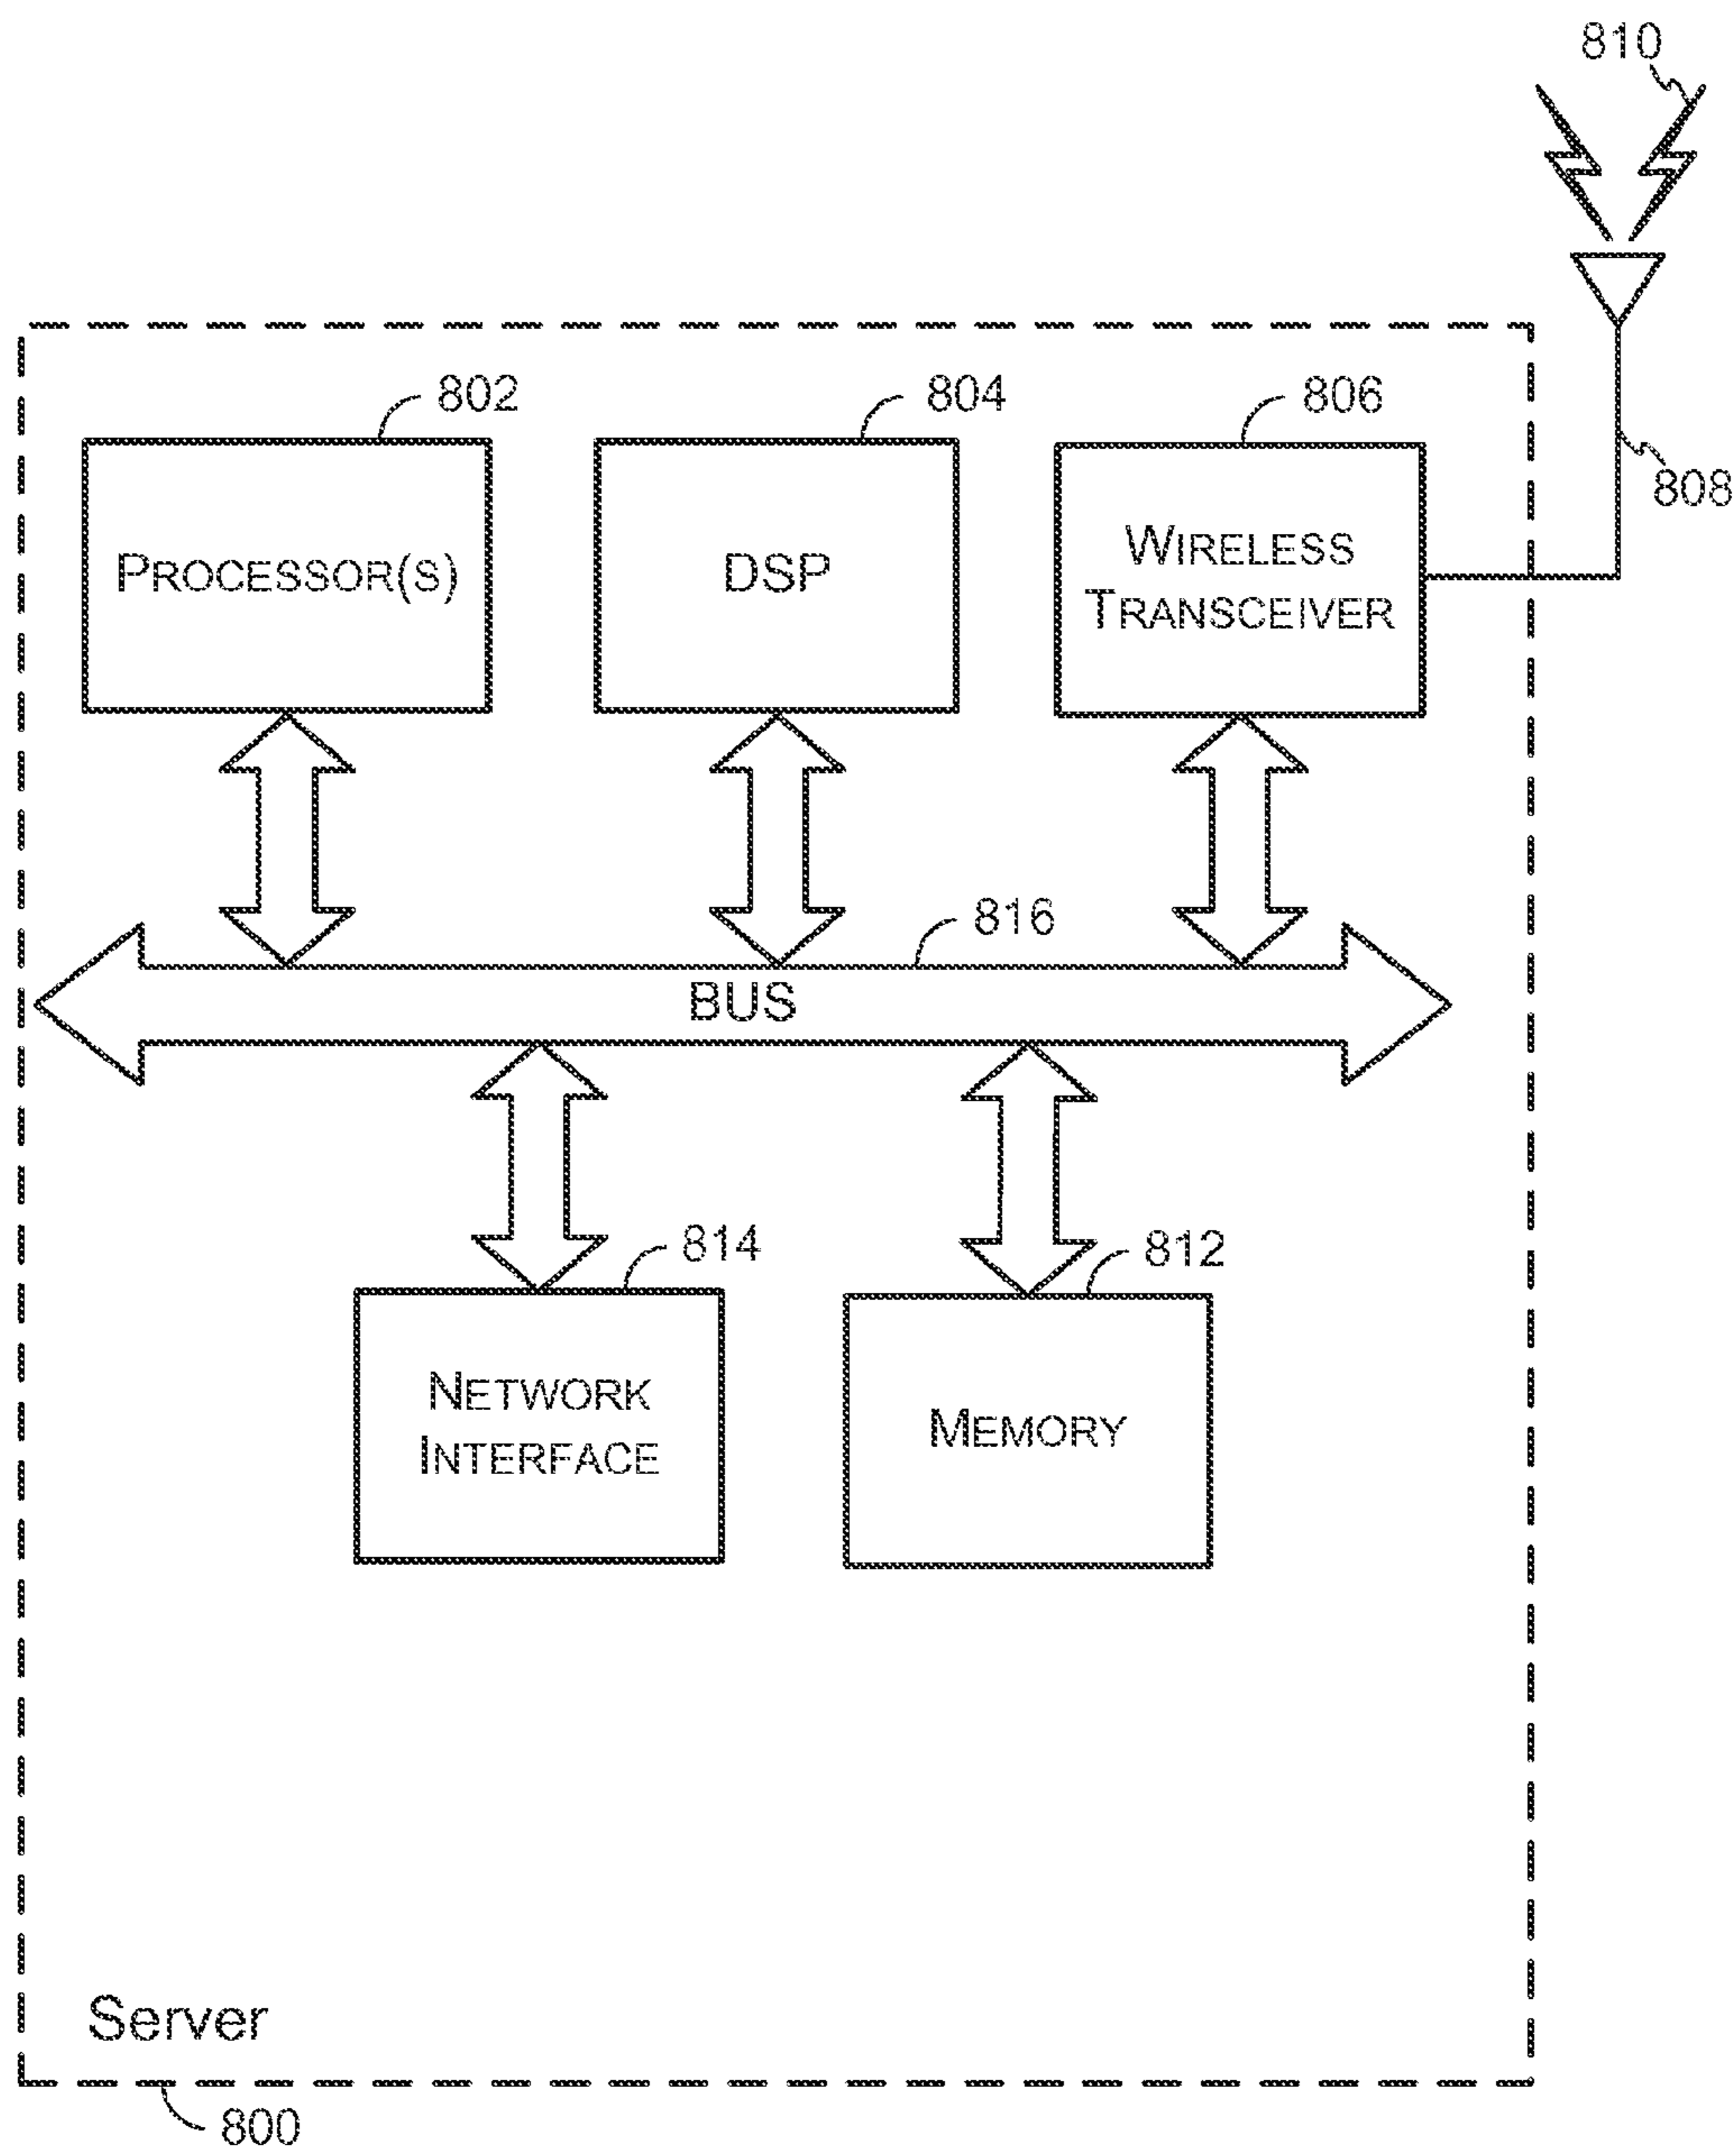 810
802
804
806
808
PROCESSOR(S)
DSP
WIRELESS
TRANSCEIVER
816
BUS
814
812
NETWORK
INTERFACE
MEMORY
Server
800